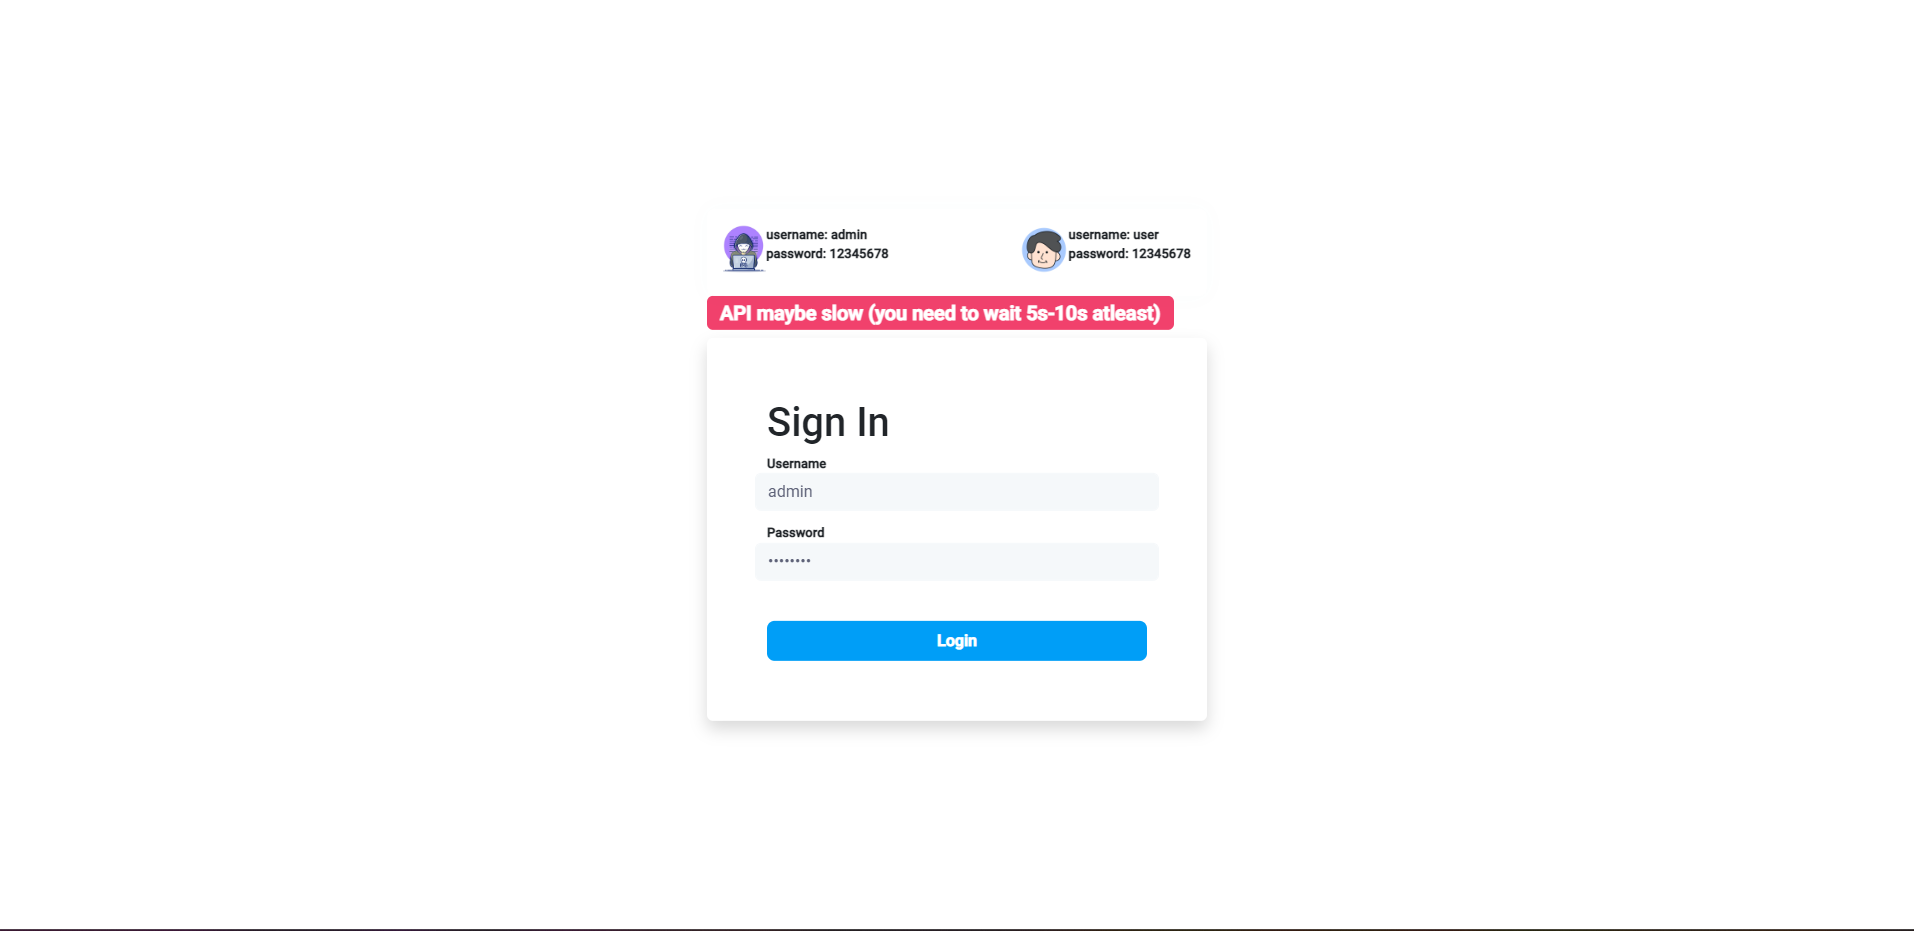 username: admin
password: 12345678
username: user
password: 12345678
API maybe slow (you need to wait 5s-10s atleast)
Sign In
Username
admin
Password
••••••••
Login